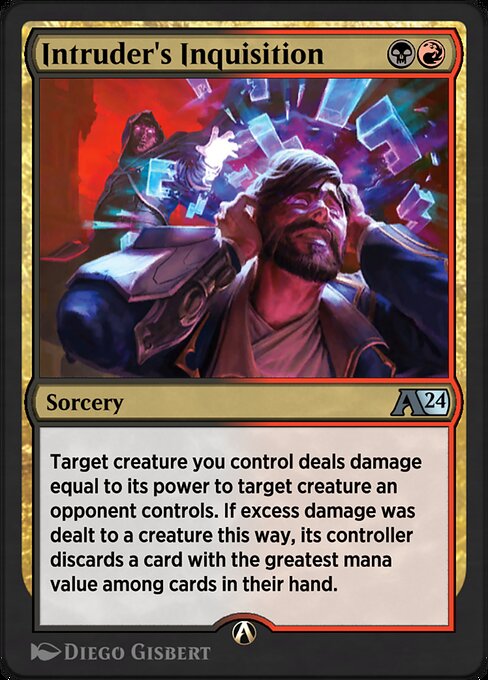 Intruder's Inquisition
Sorcery
A24
Target creature you control deals damage
equal to its power to target creature an
opponent controls. If excess damage was
dealt to a creature this way, its controller
discards a card with the greatest mana
value among cards in their hand.
Diego Gisbert